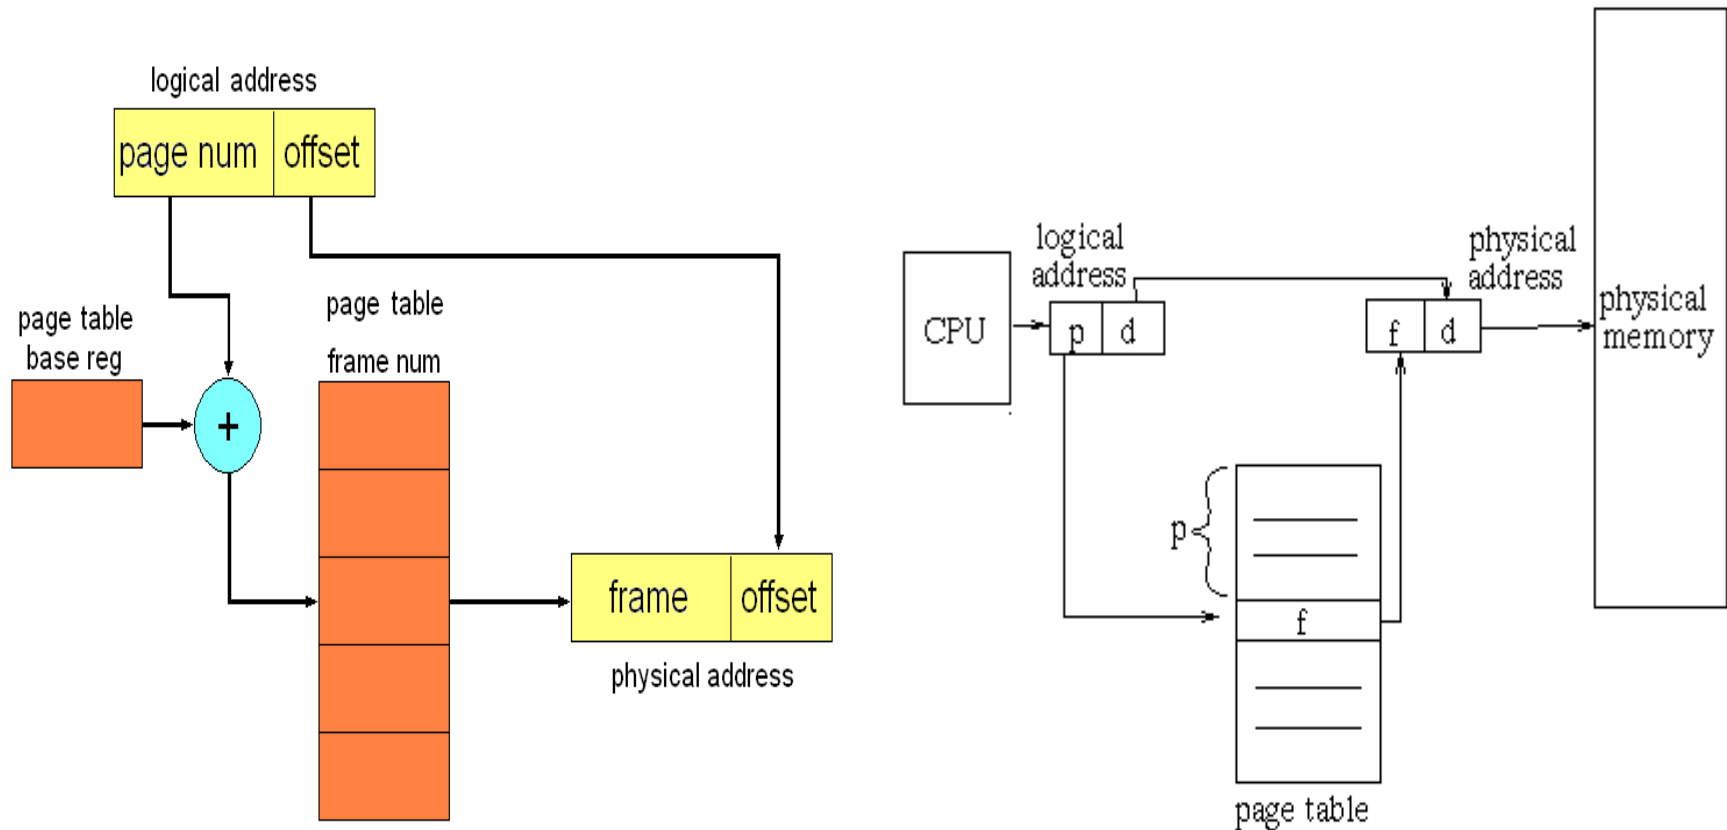 logical address
page num offset
page table
base reg
+
page table
frame num
frame offset
physical address
CPU
logical
address
p d
physical
address
f d
physical
memory
p
f
page table